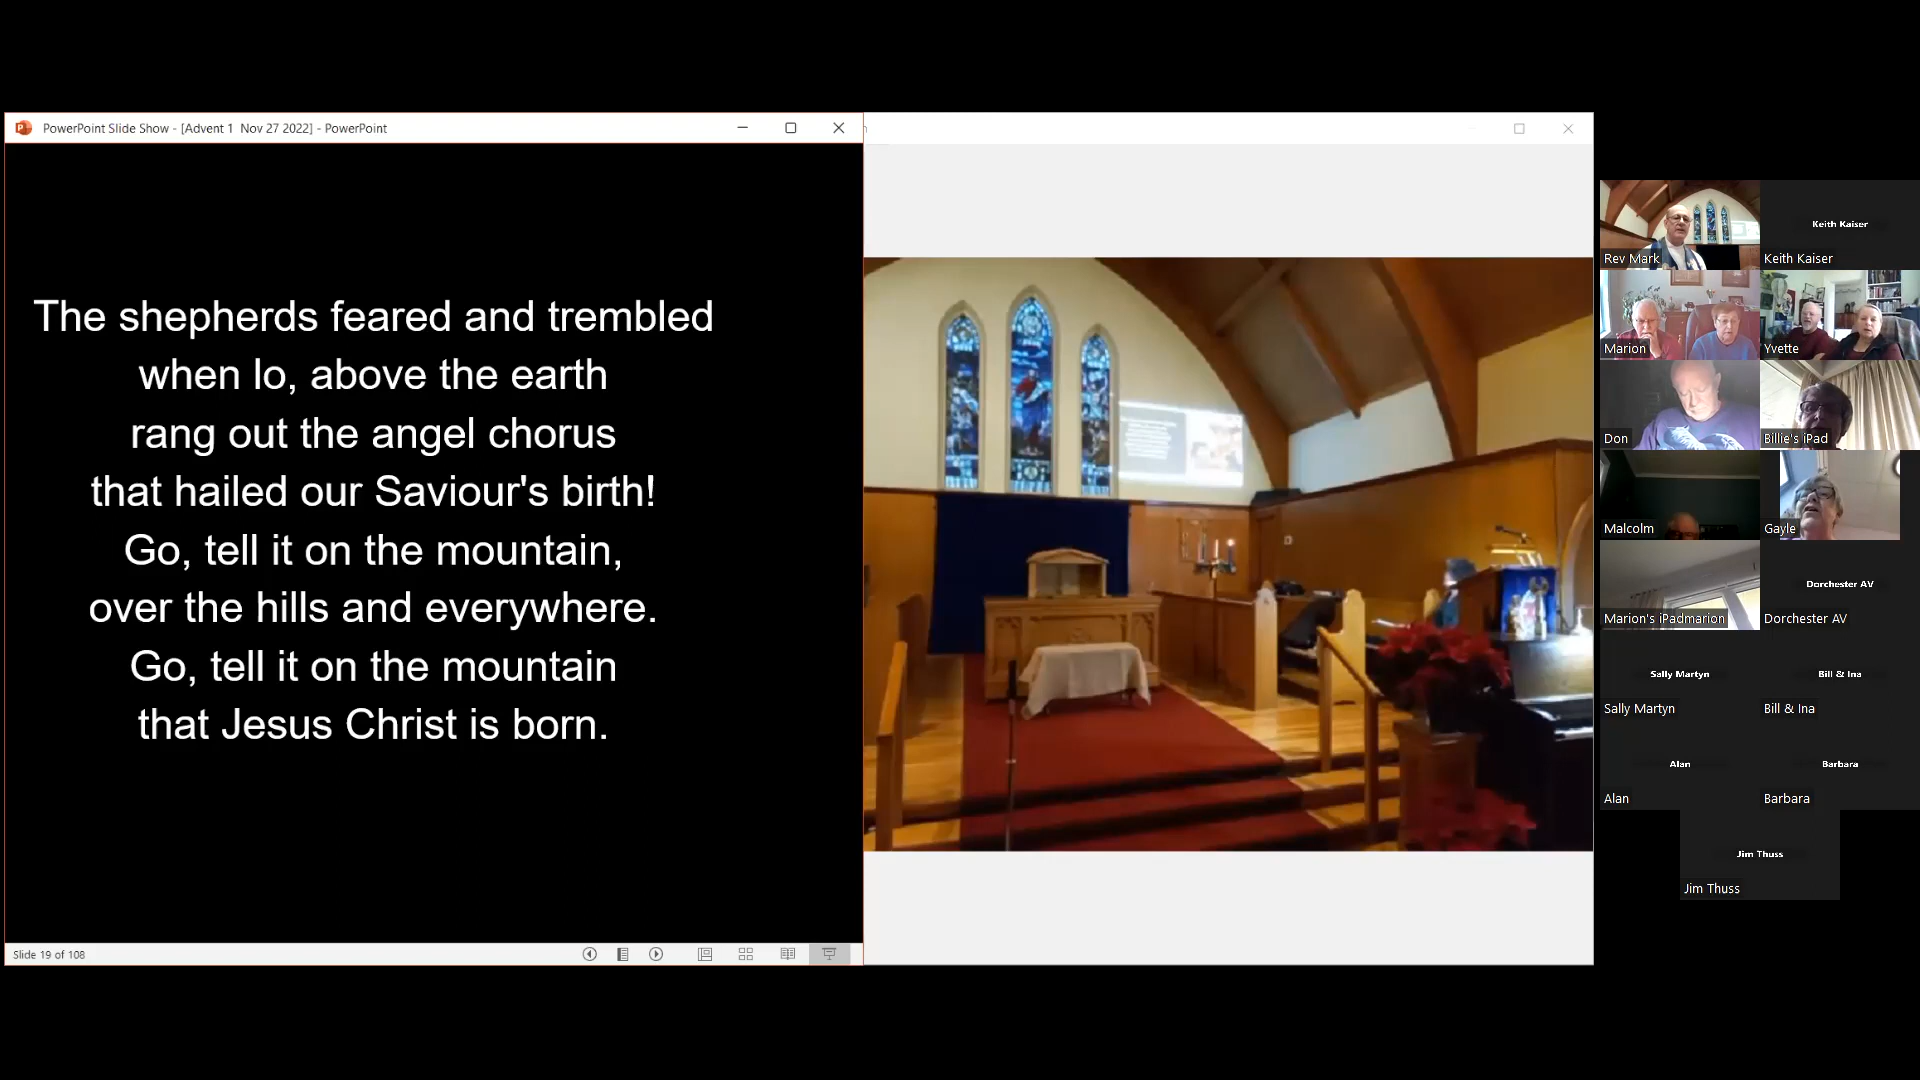 PowerPoint Slide Show - [Advent 1 Nov 27 2022] - PowerPoint
The shepherds feared and trembled
when lo, above the earth
rang out the angel chorus
that hailed our Saviour's birth!
Go, tell it on the mountain,
over the hills and everywhere.
Go, tell it on the mountain
that Jesus Christ is born.
Slide 19 of 108
Rev Mark
Keith Kaiser
Keith Kaiser
Marion
Yvette
Don
Billie's iPad
Malcolm
Gayle
Marion's iPadmarion
Dorchester AV
Dorchester AV
Sally Martyn
Sally Martyn
Bill & Ina
Bill & Ina
Alan
Alan
Barbara
Barbara
Jim Thuss
Jim Thuss